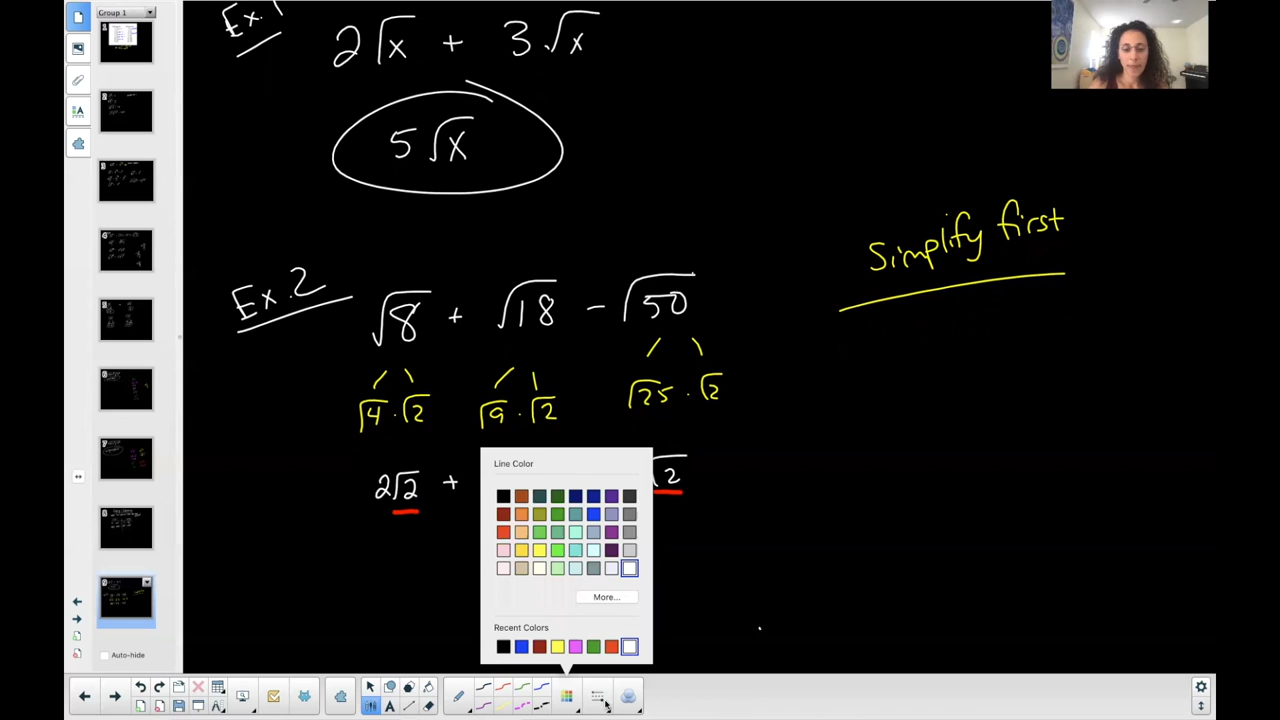 Group 1
Ex. 1
2√x + 3√x
5√x
Simplify first
Ex. 2
√8 + √18 − √50
√4 · √2 √9 · √2 √25 · √2
2√2 + √2
Line Color
More...
Recent Colors
Auto-hide